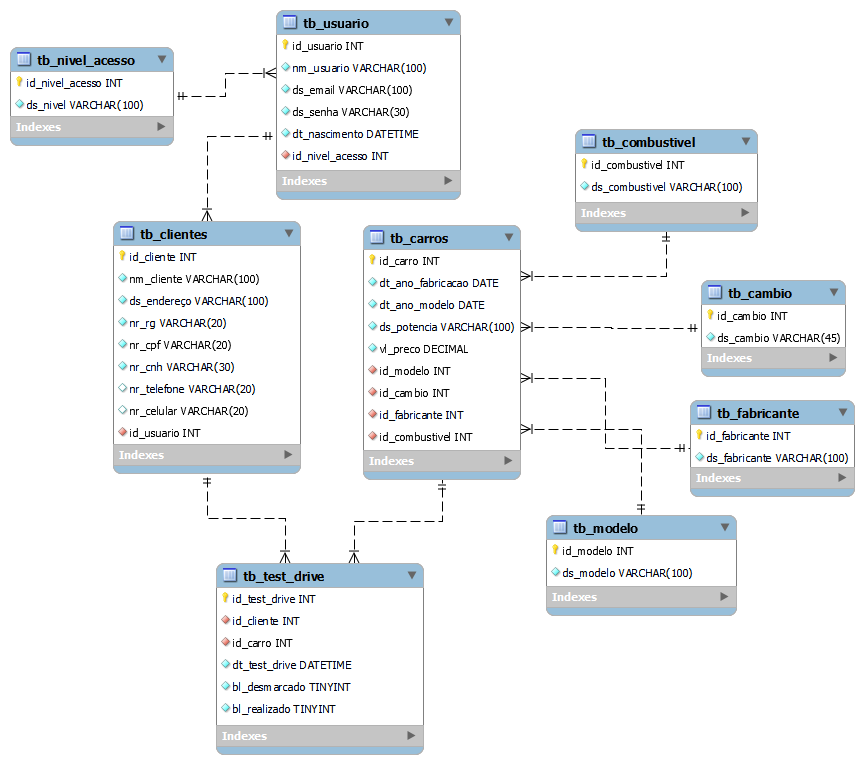 tb_usuario
id_usuario INT
nm_usuario VARCHAR(100)
ds_email VARCHAR(100)
ds_senha VARCHAR(30)
dt_nascimento DATETIME
id_nivel_acesso INT
Indexes
tb_nivel_acesso
id_nivel_acesso INT
ds_nivel VARCHAR(100)
Indexes
tb_combustivel
id_combustivel INT
ds_combustivel VARCHAR(100)
Indexes
tb_clientes
id_cliente INT
nm_cliente VARCHAR(100)
ds_endereço VARCHAR(100)
nr_rg VARCHAR(20)
nr_cpf VARCHAR(20)
nr_cnh VARCHAR(30)
nr_telefone VARCHAR(20)
nr_celular VARCHAR(20)
id_usuario INT
Indexes
tb_carros
id_carro INT
dt_ano_fabricacao DATE
dt_ano_modelo DATE
ds_potencia VARCHAR(100)
vl_preco DECIMAL
id_modelo INT
id_cambio INT
id_fabricante INT
id_combustivel INT
Indexes
tb_cambio
id_cambio INT
ds_cambio VARCHAR(45)
Indexes
tb_fabricante
id_fabricante INT
ds_fabricante VARCHAR(100)
Indexes
tb_modelo
id_modelo INT
ds_modelo VARCHAR(100)
Indexes
tb_test_drive
id_test_drive INT
id_cliente INT
id_carro INT
dt_test_drive DATETIME
bl_desmarcado TINYINT
bl_realizado TINYINT
Indexes